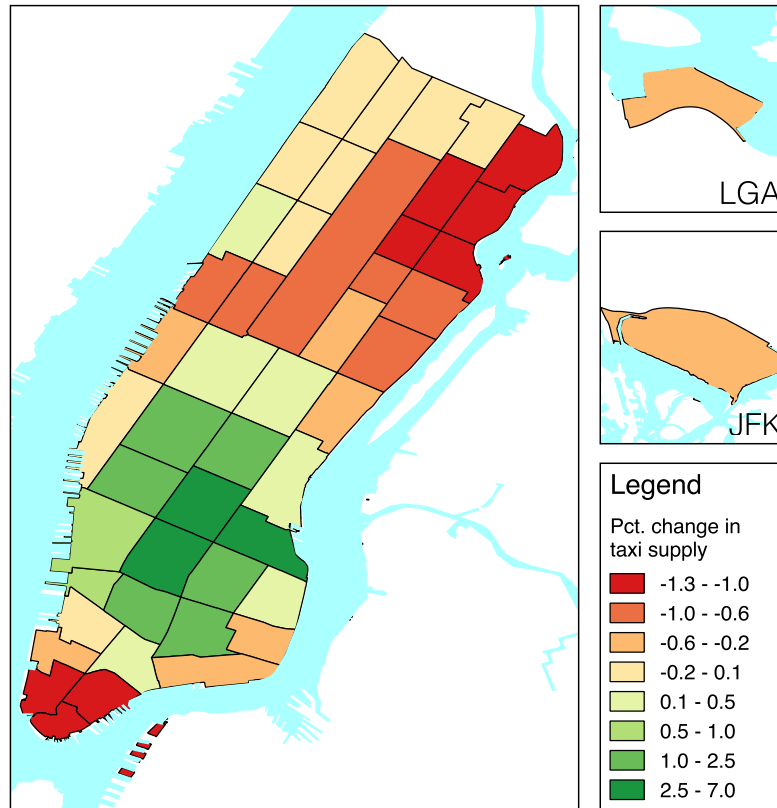 LGA
JFK
Legend
Pct. change in
taxi supply
-1.3 - -1.0
-1.0 - -0.6
-0.6 - -0.2
-0.2 - 0.1
0.1 - 0.5
0.5 - 1.0
1.0 - 2.5
2.5 - 7.0